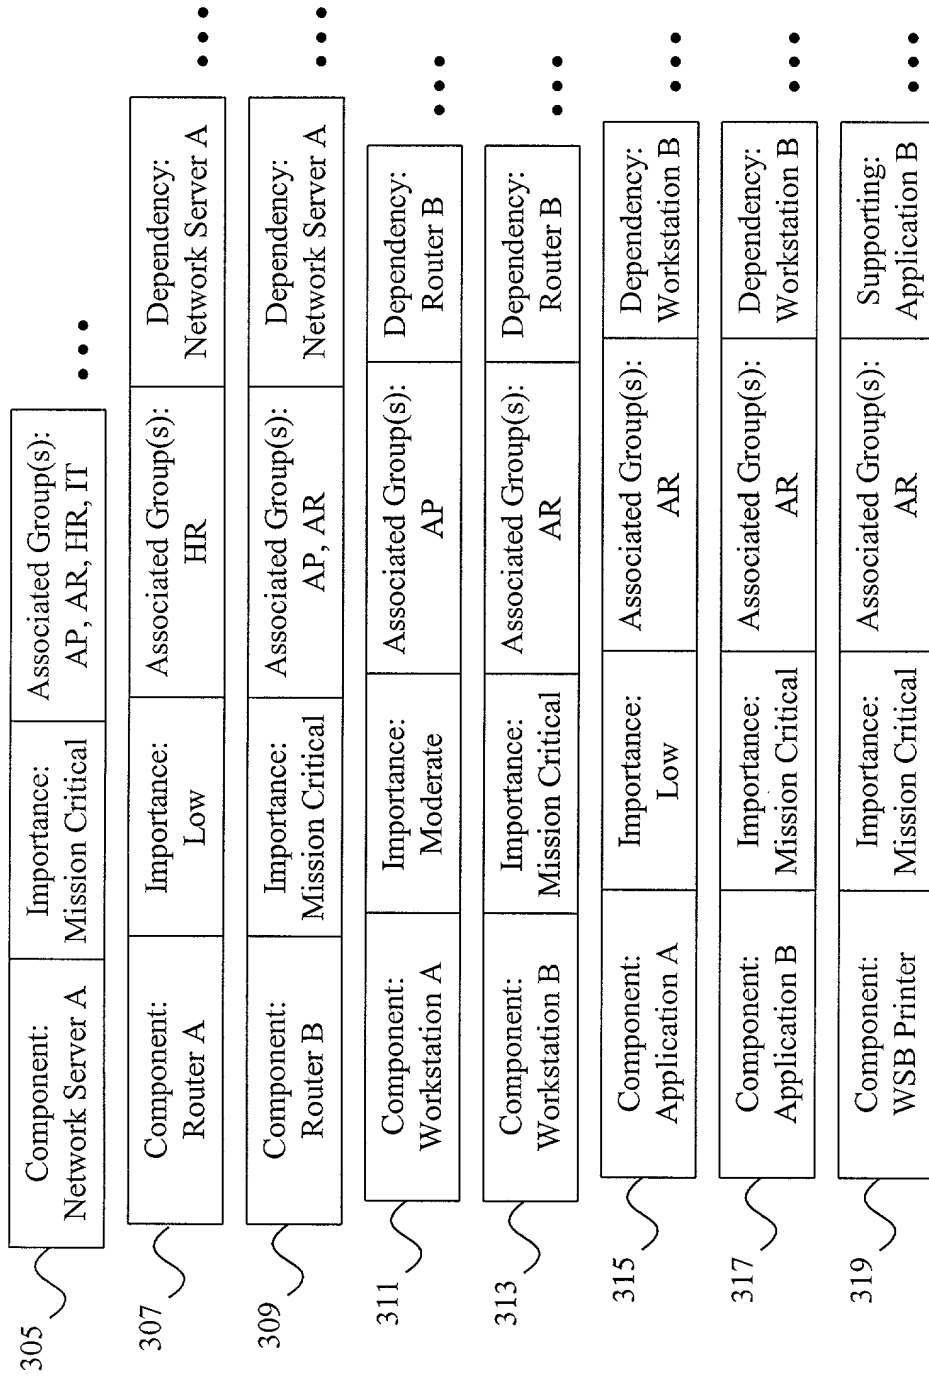 305
Component:
Network Server A
Importance:
Mission Critical
Associated Group(s):
AP, AR, HR, IT
307
Component:
Router A
Importance:
Low
Associated Group(s):
HR
Dependency:
Network Server A
309
Component:
Router B
Importance:
Mission Critical
Associated Group(s):
AP, AR
Dependency:
Network Server A
311
Component:
Workstation A
Importance:
Moderate
Associated Group(s):
AP
Dependency:
Router B
313
Component:
Workstation B
Importance:
Mission Critical
Associated Group(s):
AR
Dependency:
Router B
315
Component:
Application A
Importance:
Low
Associated Group(s):
AR
Dependency:
Workstation B
317
Component:
Application B
Importance:
Mission Critical
Associated Group(s):
AR
Dependency:
Workstation B
319
Component:
WSB Printer
Importance:
Mission Critical
Associated Group(s):
AR
Supporting:
Application B